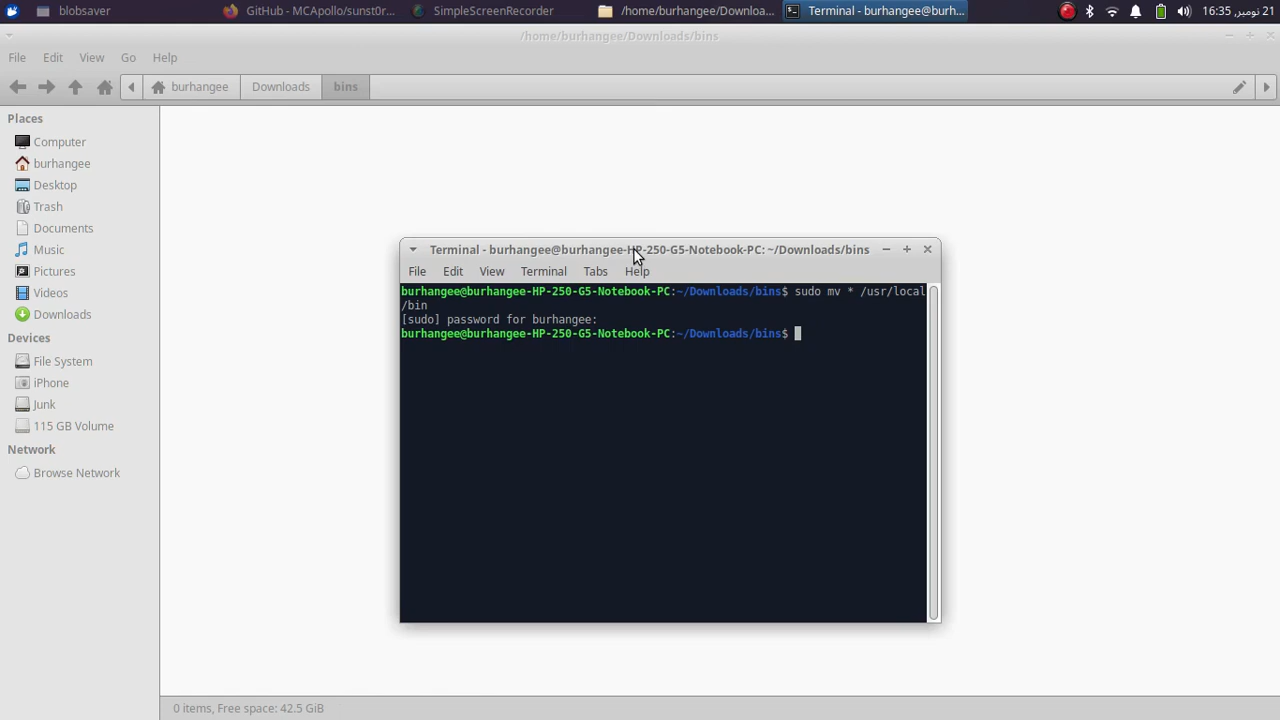 blobsaver
GitHub - MCApollo/sunst0r...
SimpleScreenRecorder
/home/burhangee/Downloa...
Terminal - burhangee@burh...
21 نومبر, 16:35
/home/burhangee/Downloads/bins
File Edit View Go Help
burhangee Downloads bins
Places
Computer
burhangee
Desktop
Trash
Documents
Music
Pictures
Videos
Downloads
Devices
File System
iPhone
Junk
115 GB Volume
Network
Browse Network
Terminal - burhangee@burhangee-HP-250-G5-Notebook-PC: ~/Downloads/bins
File Edit View Terminal Tabs Help
burhangee@burhangee-HP-250-G5-Notebook-PC:~/Downloads/bins$ sudo mv * /usr/local
/bin
[sudo] password for burhangee:
burhangee@burhangee-HP-250-G5-Notebook-PC:~/Downloads/bins$
0 items, Free space: 42.5 GiB